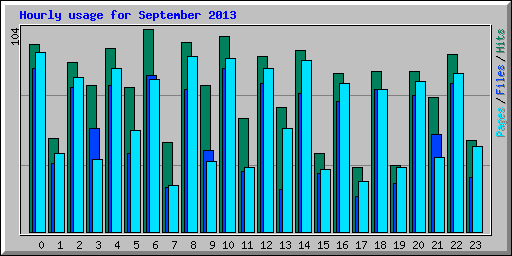 Hourly usage for September 2013
104
Pages/Files/Hits
0 1 2 3 4 5 6 7 8 9 10 11 12 13 14 15 16 17 18 19 20 21 22 23